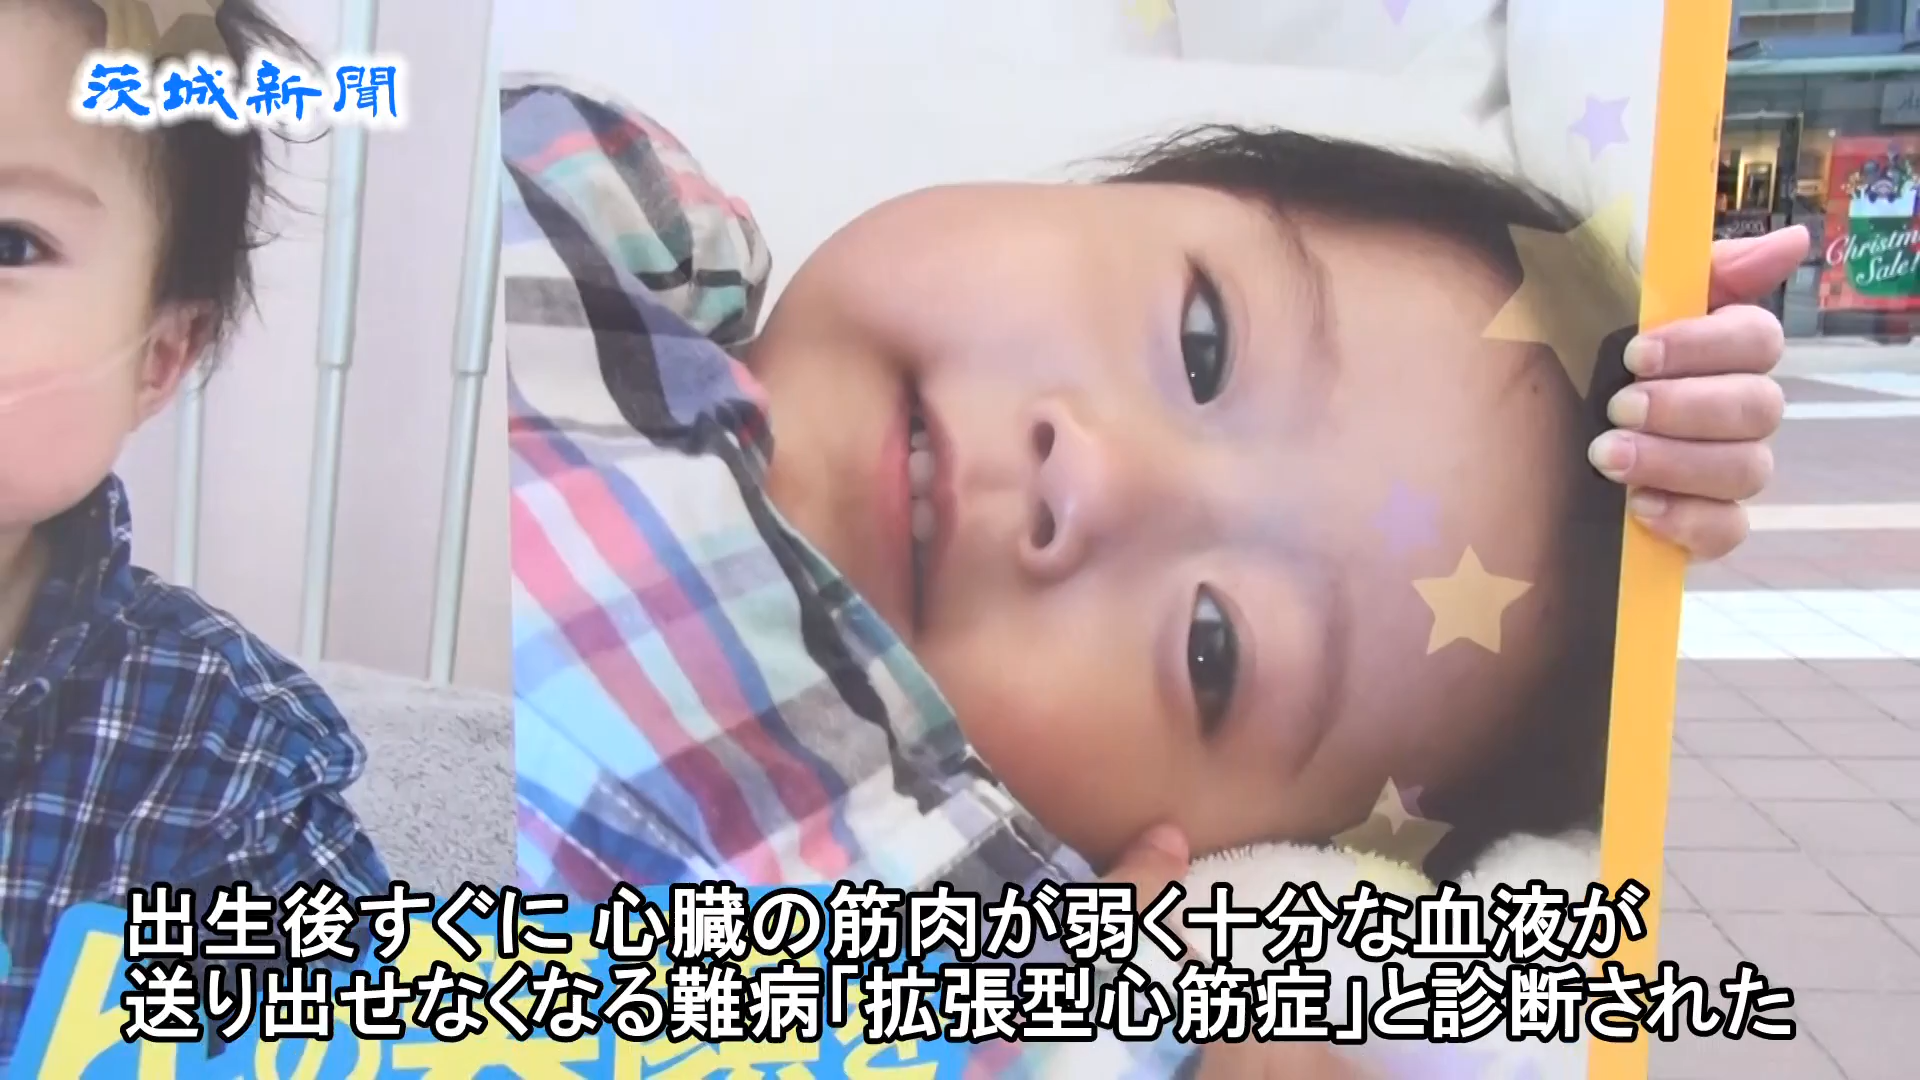 茨城新聞
Christm
Sale!
出生後すぐに 心臓の筋肉が弱く十分な血液が
送り出せなくなる難病「拡張型心筋症」と診断された